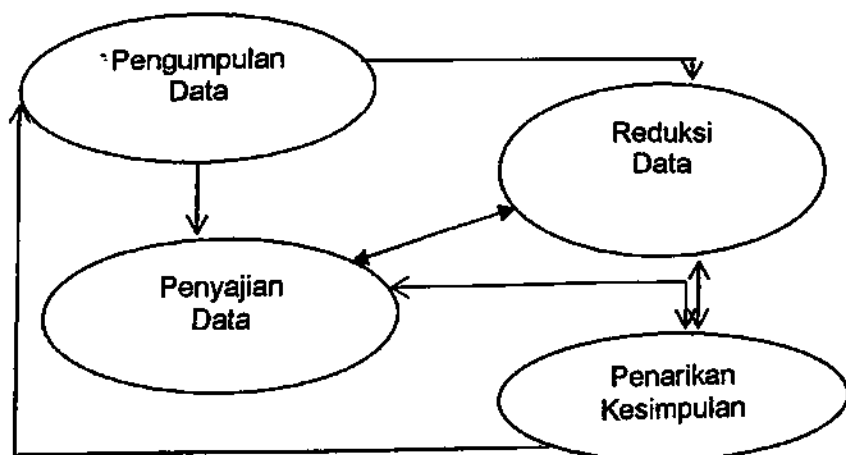 Pengumpulan
Data
Reduksi
Data
Penyajian
Data
Penarikan
Kesimpulan